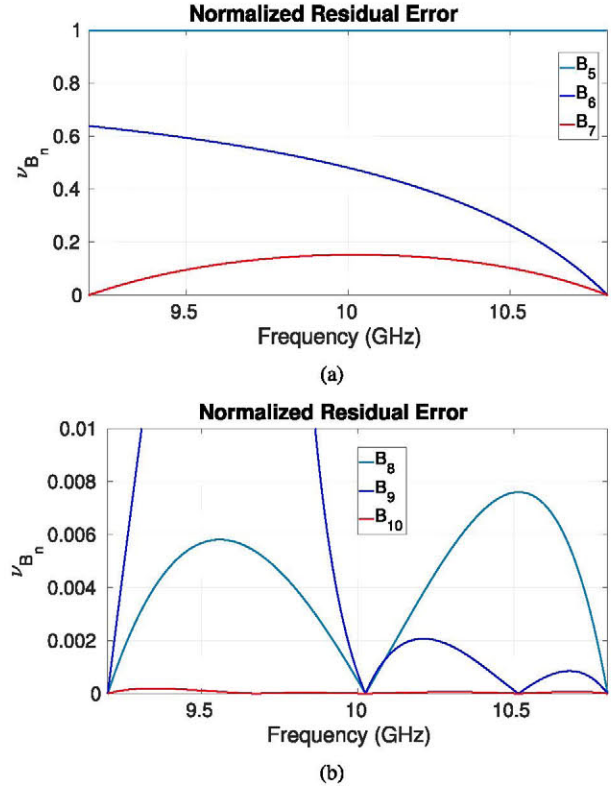 Normalized Residual Error
1
0.8
0.6
0.4
0.2
0
ν_Bn
B5
B6
B7
9.5 10 10.5
Frequency (GHz)
(a)
Normalized Residual Error
0.01
0.008
0.006
0.004
0.002
0
ν_Bn
B8
B9
B10
9.5 10 10.5
Frequency (GHz)
(b)